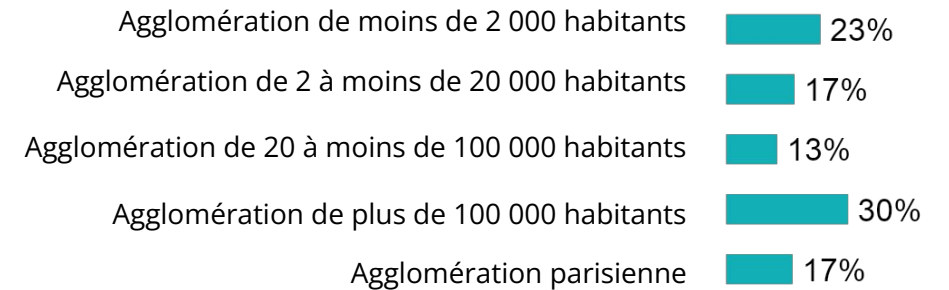 Agglomération de moins de 2 000 habitants 23%
Agglomération de 2 à moins de 20 000 habitants 17%
Agglomération de 20 à moins de 100 000 habitants 13%
Agglomération de plus de 100 000 habitants 30%
Agglomération parisienne 17%